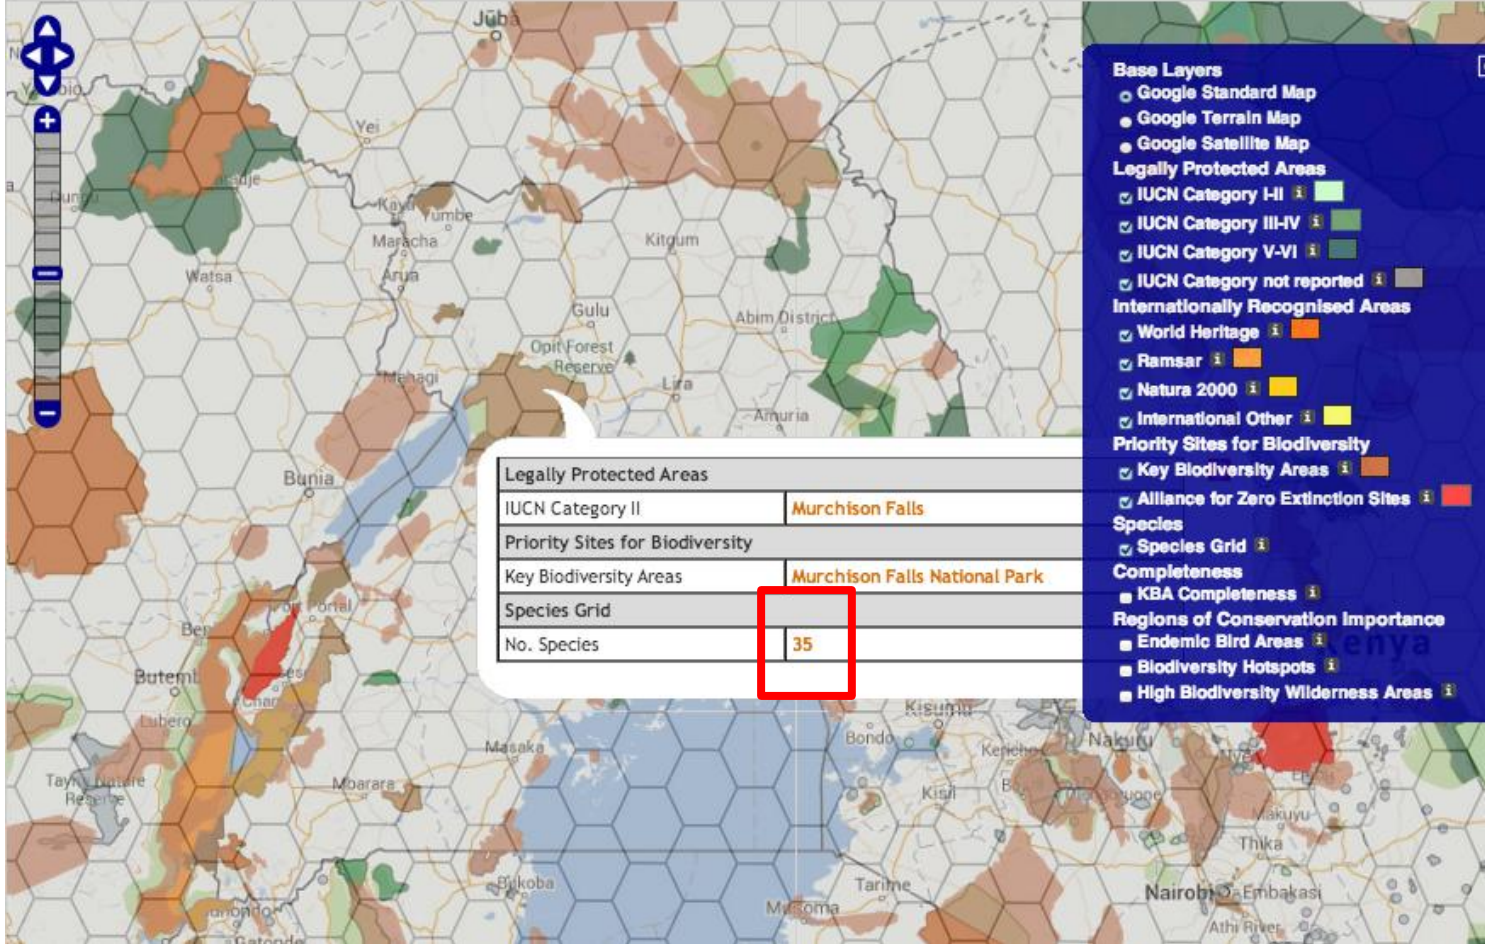 Jūbā
Yei
Kaya
Yumbe
Maracha
Arua
Kitgum
Watsa
Gulu
Abim District
Opit Forest
Reserve
Mahagi
Lira
Amuria
Bunia
Base Layers
Google Standard Map
Google Terrain Map
Google Satellite Map
Legally Protected Areas
IUCN Category I-II i
IUCN Category III-IV i
IUCN Category V-VI i
IUCN Category not reported i
Internationally Recognised Areas
World Heritage i
Ramsar i
Natura 2000 i
International Other i
Priority Sites for Biodiversity
Key Biodiversity Areas i
Alliance for Zero Extinction Sites i
Species
Species Grid i
Completeness
KBA Completeness i
Regions of Conservation Importance
Endemic Bird Areas i
Biodiversity Hotspots i
High Biodiversity Wilderness Areas i
Legally Protected Areas
IUCN Category II Murchison Falls
Priority Sites for Biodiversity
Key Biodiversity Areas Murchison Falls National Park
Species Grid
No. Species 35
Kenya
Port Portal
Lubero
Masaka
Mbarara
Reserve
Kisumu
Bondo
Kericho
Nakuru
Kisii
Makuyu
Thika
Bukoba
Tarime
Musoma
Nairobi
Embakasi
Athi River